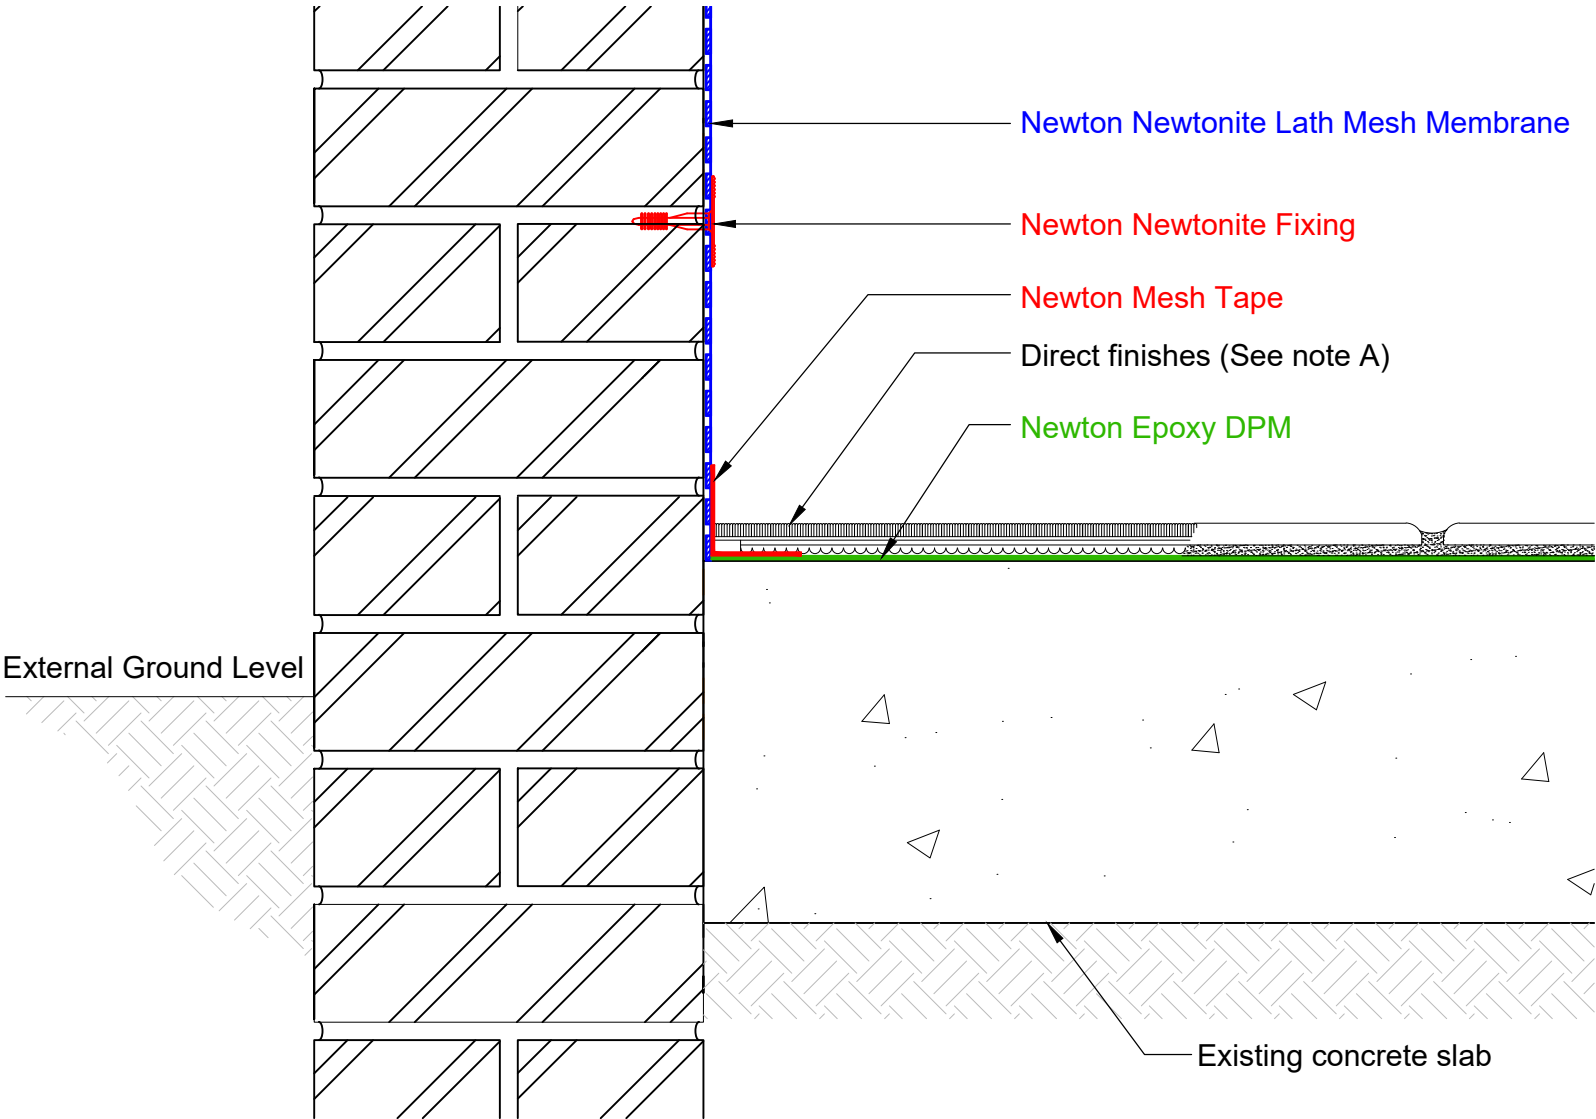 Newton Newtonite Lath Mesh Membrane
Newton Newtonite Fixing
Newton Mesh Tape
Direct finishes (See note A)
Newton Epoxy DPM
External Ground Level
Existing concrete slab